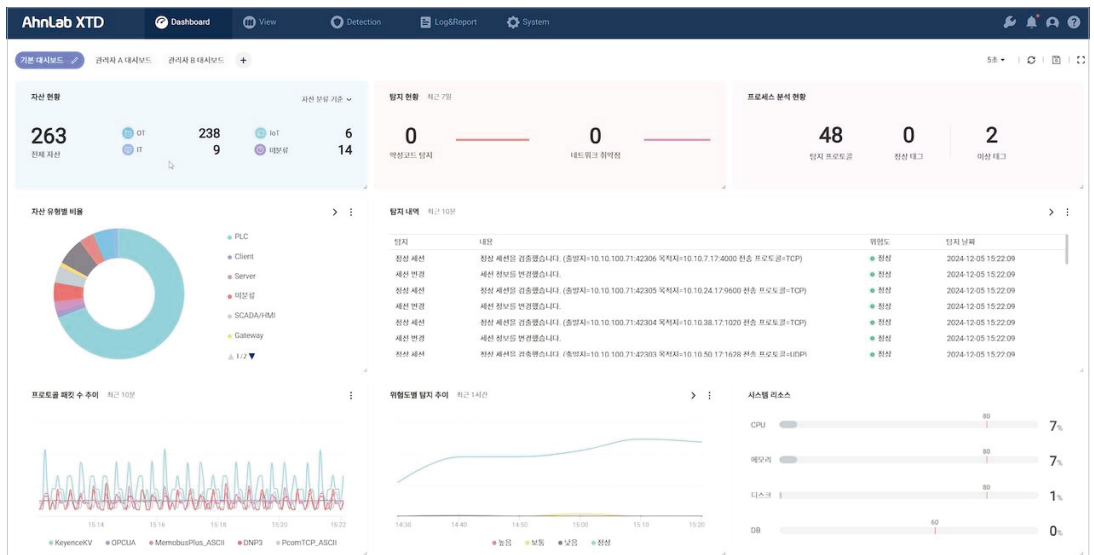 AhnLab XTD Dashboard View Detection Log&Report System
기본 대시보드 관리자 A 대시보드 관리자 B 대시보드 + 5초
자산 현황 자산 분류 기준
263 전체 자산
OT 238 IoT 6
IT 9 미분류 14
탐지 현황 최근 7일
0 악성코드 탐지
0 네트워크 취약점
프로세스 분석 현황
48 탐지 프로토콜
0 정상 태그
2 이상 태그
자산 유형별 비율
PLC
Client
Server
미분류
SCADA/HMI
Gateway
1/2
탐지 내역 최근 10분
탐지 내용 위험도 탐지 날짜
정상 세션 정상 세션을 검출했습니다. (출발지=10.10.100.71:42306 목적지=10.10.7.17:4000 전송 프로토콜=TCP) 정상 2024-12-05 15:22:09
세션 변경 세션 정보를 변경했습니다. 정상 2024-12-05 15:22:09
정상 세션 정상 세션을 검출했습니다. (출발지=10.10.100.71:42305 목적지=10.10.24.17:9600 전송 프로토콜=TCP) 정상 2024-12-05 15:22:09
세션 변경 세션 정보를 변경했습니다. 정상 2024-12-05 15:22:09
정상 세션 정상 세션을 검출했습니다. (출발지=10.10.100.71:42304 목적지=10.10.38.17:1020 전송 프로토콜=TCP) 정상 2024-12-05 15:22:09
세션 변경 세션 정보를 변경했습니다. 정상 2024-12-05 15:22:09
정상 세션 정상 세션을 검출했습니다. (출발지=10.10.100.71:42303 목적지=10.10.50.17:1628 전송 프로토콜=UDP) 정상 2024-12-05 15:22:09
프로토콜 패킷 수 추이 최근 10분
15:14 15:16 15:18 15:20 15:22
KeyenceKV OPCUA MemobusPlus_ASCII DNP3 PcomTCP_ASCII
위험도별 탐지 추이 최근 1시간
14:30 14:40 14:50 15:00 15:10 15:20
높음 보통 낮음 정상
시스템 리소스
CPU 80 7%
메모리 80 7%
디스크 80 1%
DB 60 0%